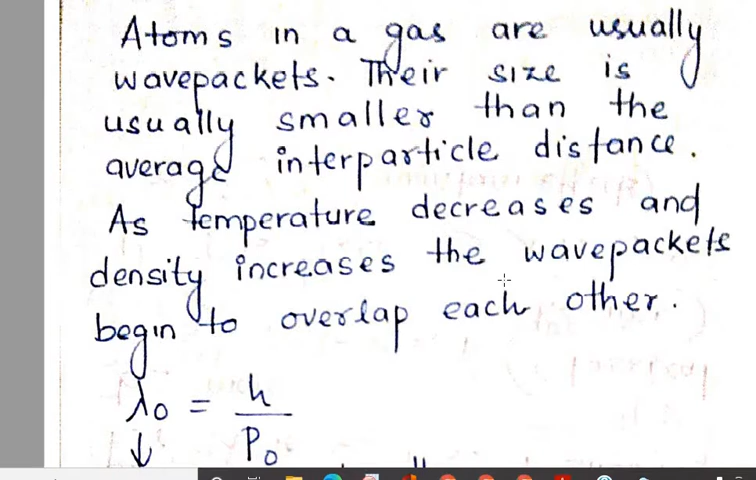 Atoms in a gas are usually
wavepackets. Their size is
usually smaller than the
average interparticle distance.
As temperature decreases and
density increases the wavepackets
begin to overlap each other.
λ₀ = h
P₀
↓